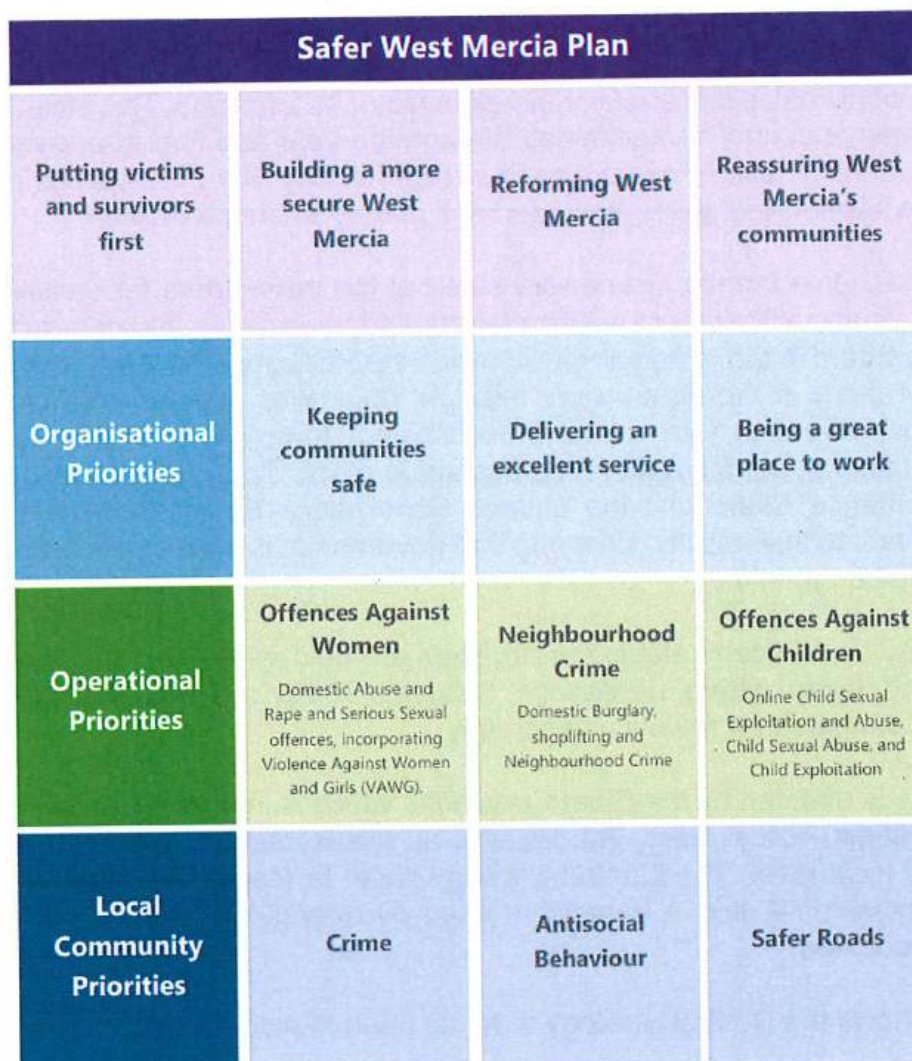 Safer West Mercia Plan
Putting victims
and survivors
first
Building a more
secure West
Mercia
Reforming West
Mercia
Reassuring West
Mercia's
communities
Organisational
Priorities
Keeping
communities
safe
Delivering an
excellent service
Being a great
place to work
Operational
Priorities
Offences Against
Women
Domestic Abuse and
Rape and Serious Sexual
offences, incorporating
Violence Against Women
and Girls (VAWG).
Neighbourhood
Crime
Domestic Burglary,
shoplifting and
Neighbourhood Crime
Offences Against
Children
Online Child Sexual
Exploitation and Abuse,
Child Sexual Abuse, and
Child Exploitation
Local
Community
Priorities
Crime
Antisocial
Behaviour
Safer Roads